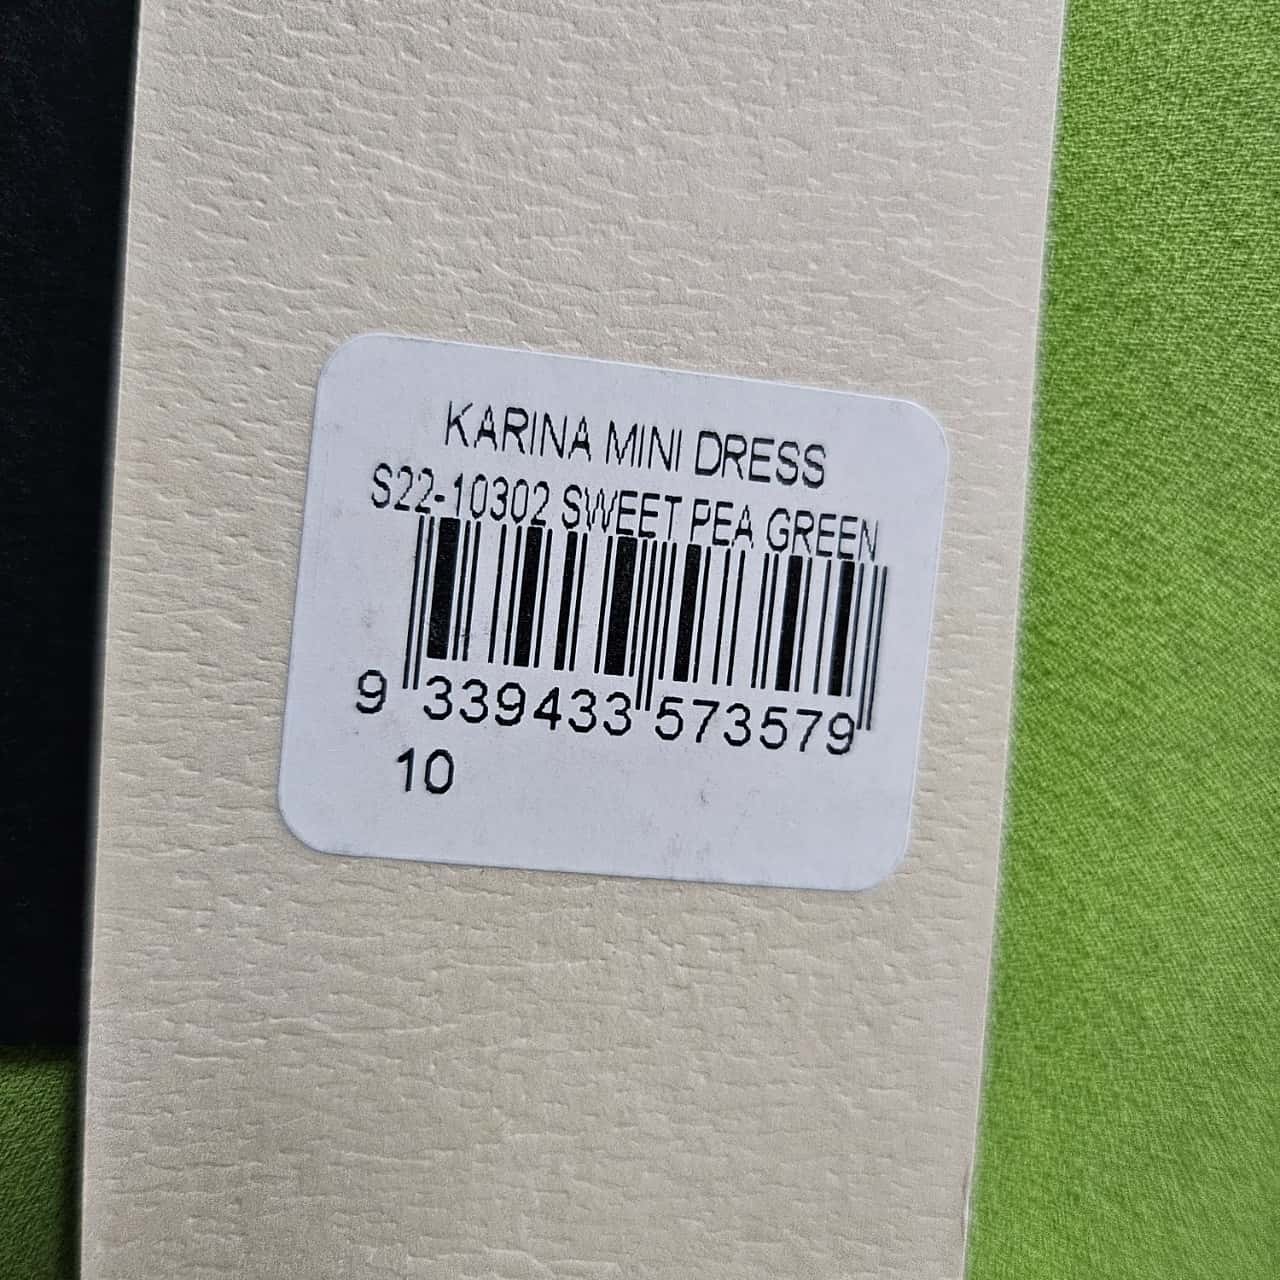 KARINA MINI DRESS
S22-10302 SWEET PEA GREEN
9 339433 573579
10